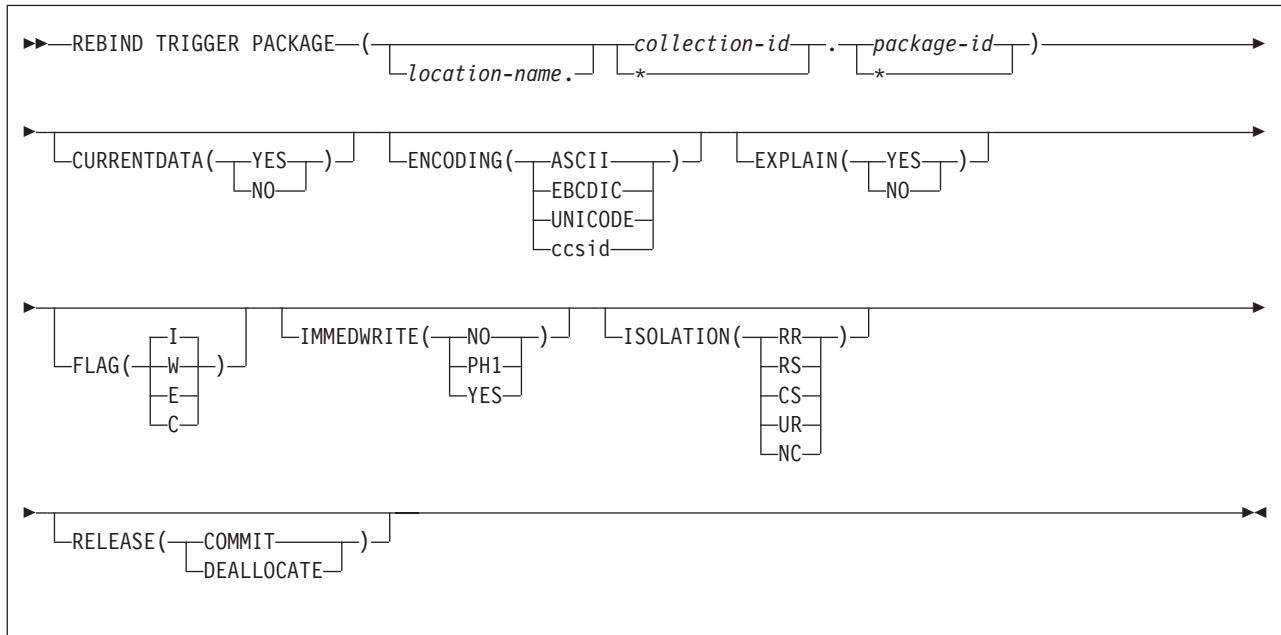 REBIND TRIGGER PACKAGE ( collection-id . package-id )
location-name. * *
CURRENTDATA( YES ) ENCODING( ASCII ) EXPLAIN( YES )
NO EBCDIC NO
UNICODE
ccsid
I IMMEDWRITE( NO ) ISOLATION( RR )
FLAG( W ) PH1 RS
E YES CS
C UR
NC
RELEASE( COMMIT )
DEALLOCATE